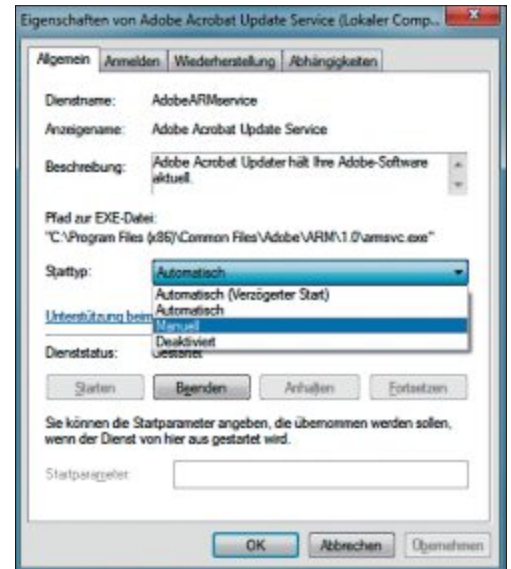 Eigenschaften von Adobe Acrobat Update Service (Lokaler Comp...
Allgemein Anmelden Wiederherstellung Abhängigkeiten
Dienstname: AdobeARMservice
Anzeigename: Adobe Acrobat Update Service
Beschreibung: Adobe Acrobat Updater hält Ihre Adobe-Software
aktuell.
Pfad zur EXE-Datei:
"C:\Program Files (x86)\Common Files\Adobe\ARM\1.0\armsvc.exe"
Starttyp: Automatisch
Automatisch (Verzögerter Start)
Automatisch
Unterstützung beim
Manuell
Deaktiviert
Dienststatus: Gestartet
Starten Beenden Anhalten Fortsetzen
Sie können die Startparameter angeben, die übernommen werden sollen,
wenn der Dienst von hier aus gestartet wird.
Startparameter:
OK Abbrechen Übernehmen